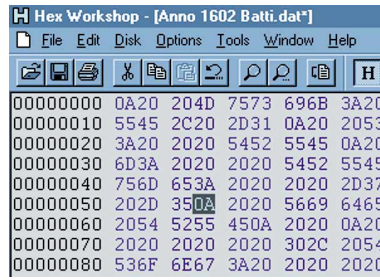 Hex Workshop - [Anno 1602 Batti.dat*]
File Edit Disk Options Tools Window Help
H
00000000 0A20 204D 7573 696B 3A20
00000010 5545 2C20 2D31 0A20 2053
00000020 3A20 2020 5452 5545 0A20
00000030 6D3A 2020 2020 5452 5545
00000040 756D 653A 2020 2020 2D37
00000050 202D 350A 2020 5669 6465
00000060 2054 5255 450A 2020 0A20
00000070 2020 2020 2020 302C 2054
00000080 536F 6E67 3A20 2020 2020